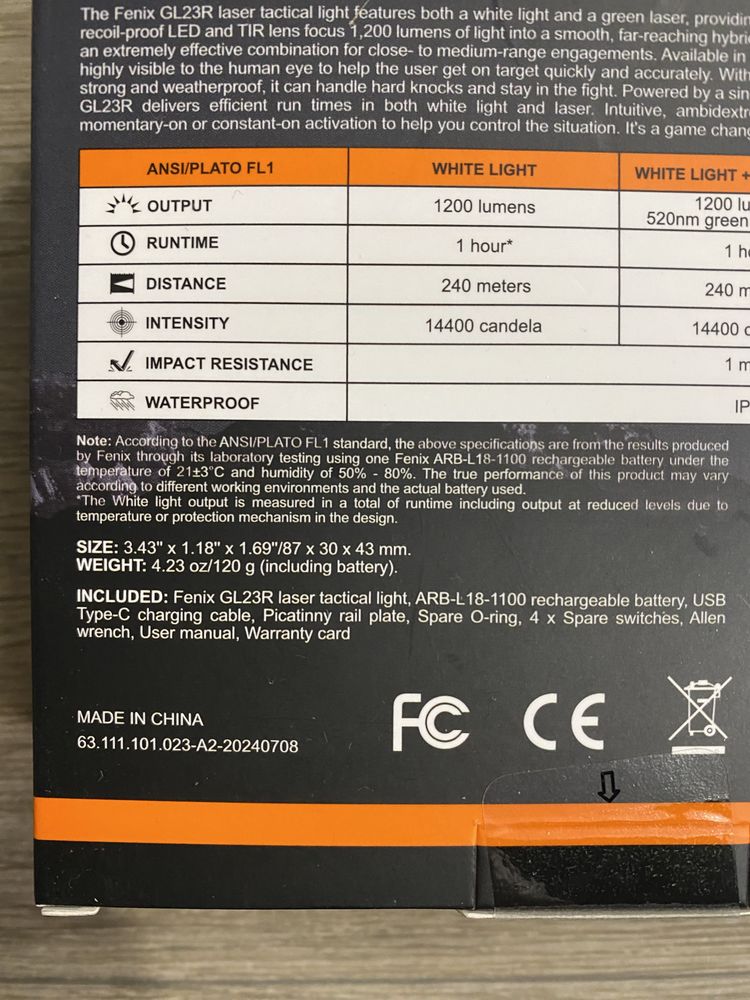 The Fenix GL23R laser tactical light features both a white light and a green laser, providin
recoil-proof LED and TIR lens focus 1,200 lumens of light into a smooth, far-reaching hybri
an extremely effective combination for close- to medium-range engagements. Available in
highly visible to the human eye to help the user get on target quickly and accurately. With
strong and weatherproof, it can handle hard knocks and stay in the fight. Powered by a sin
GL23R delivers efficient run times in both white light and laser. Intuitive, ambidextr
momentary-on or constant-on activation to help you control the situation. It's a game chang
ANSI/PLATO FL1 WHITE LIGHT WHITE LIGHT +
OUTPUT 1200 lumens 1200 lu
520nm green
RUNTIME 1 hour* 1 h
DISTANCE 240 meters 240 m
INTENSITY 14400 candela 14400 c
IMPACT RESISTANCE 1 m
WATERPROOF IP
Note: According to the ANSI/PLATO FL1 standard, the above specifications are from the results produced
by Fenix through its laboratory testing using one Fenix ARB-L18-1100 rechargeable battery under the
temperature of 21±3°C and humidity of 50% - 80%. The true performance of this product may vary
according to different working environments and the actual battery used.
*The White light output is measured in a total of runtime including output at reduced levels due to
temperature or protection mechanism in the design.
SIZE: 3.43" x 1.18" x 1.69"/87 x 30 x 43 mm.
WEIGHT: 4.23 oz/120 g (including battery).
INCLUDED: Fenix GL23R laser tactical light, ARB-L18-1100 rechargeable battery, USB
Type-C charging cable, Picatinny rail plate, Spare O-ring, 4 x Spare switches, Allen
wrench, User manual, Warranty card
MADE IN CHINA
63.111.101.023-A2-20240708
FC CE